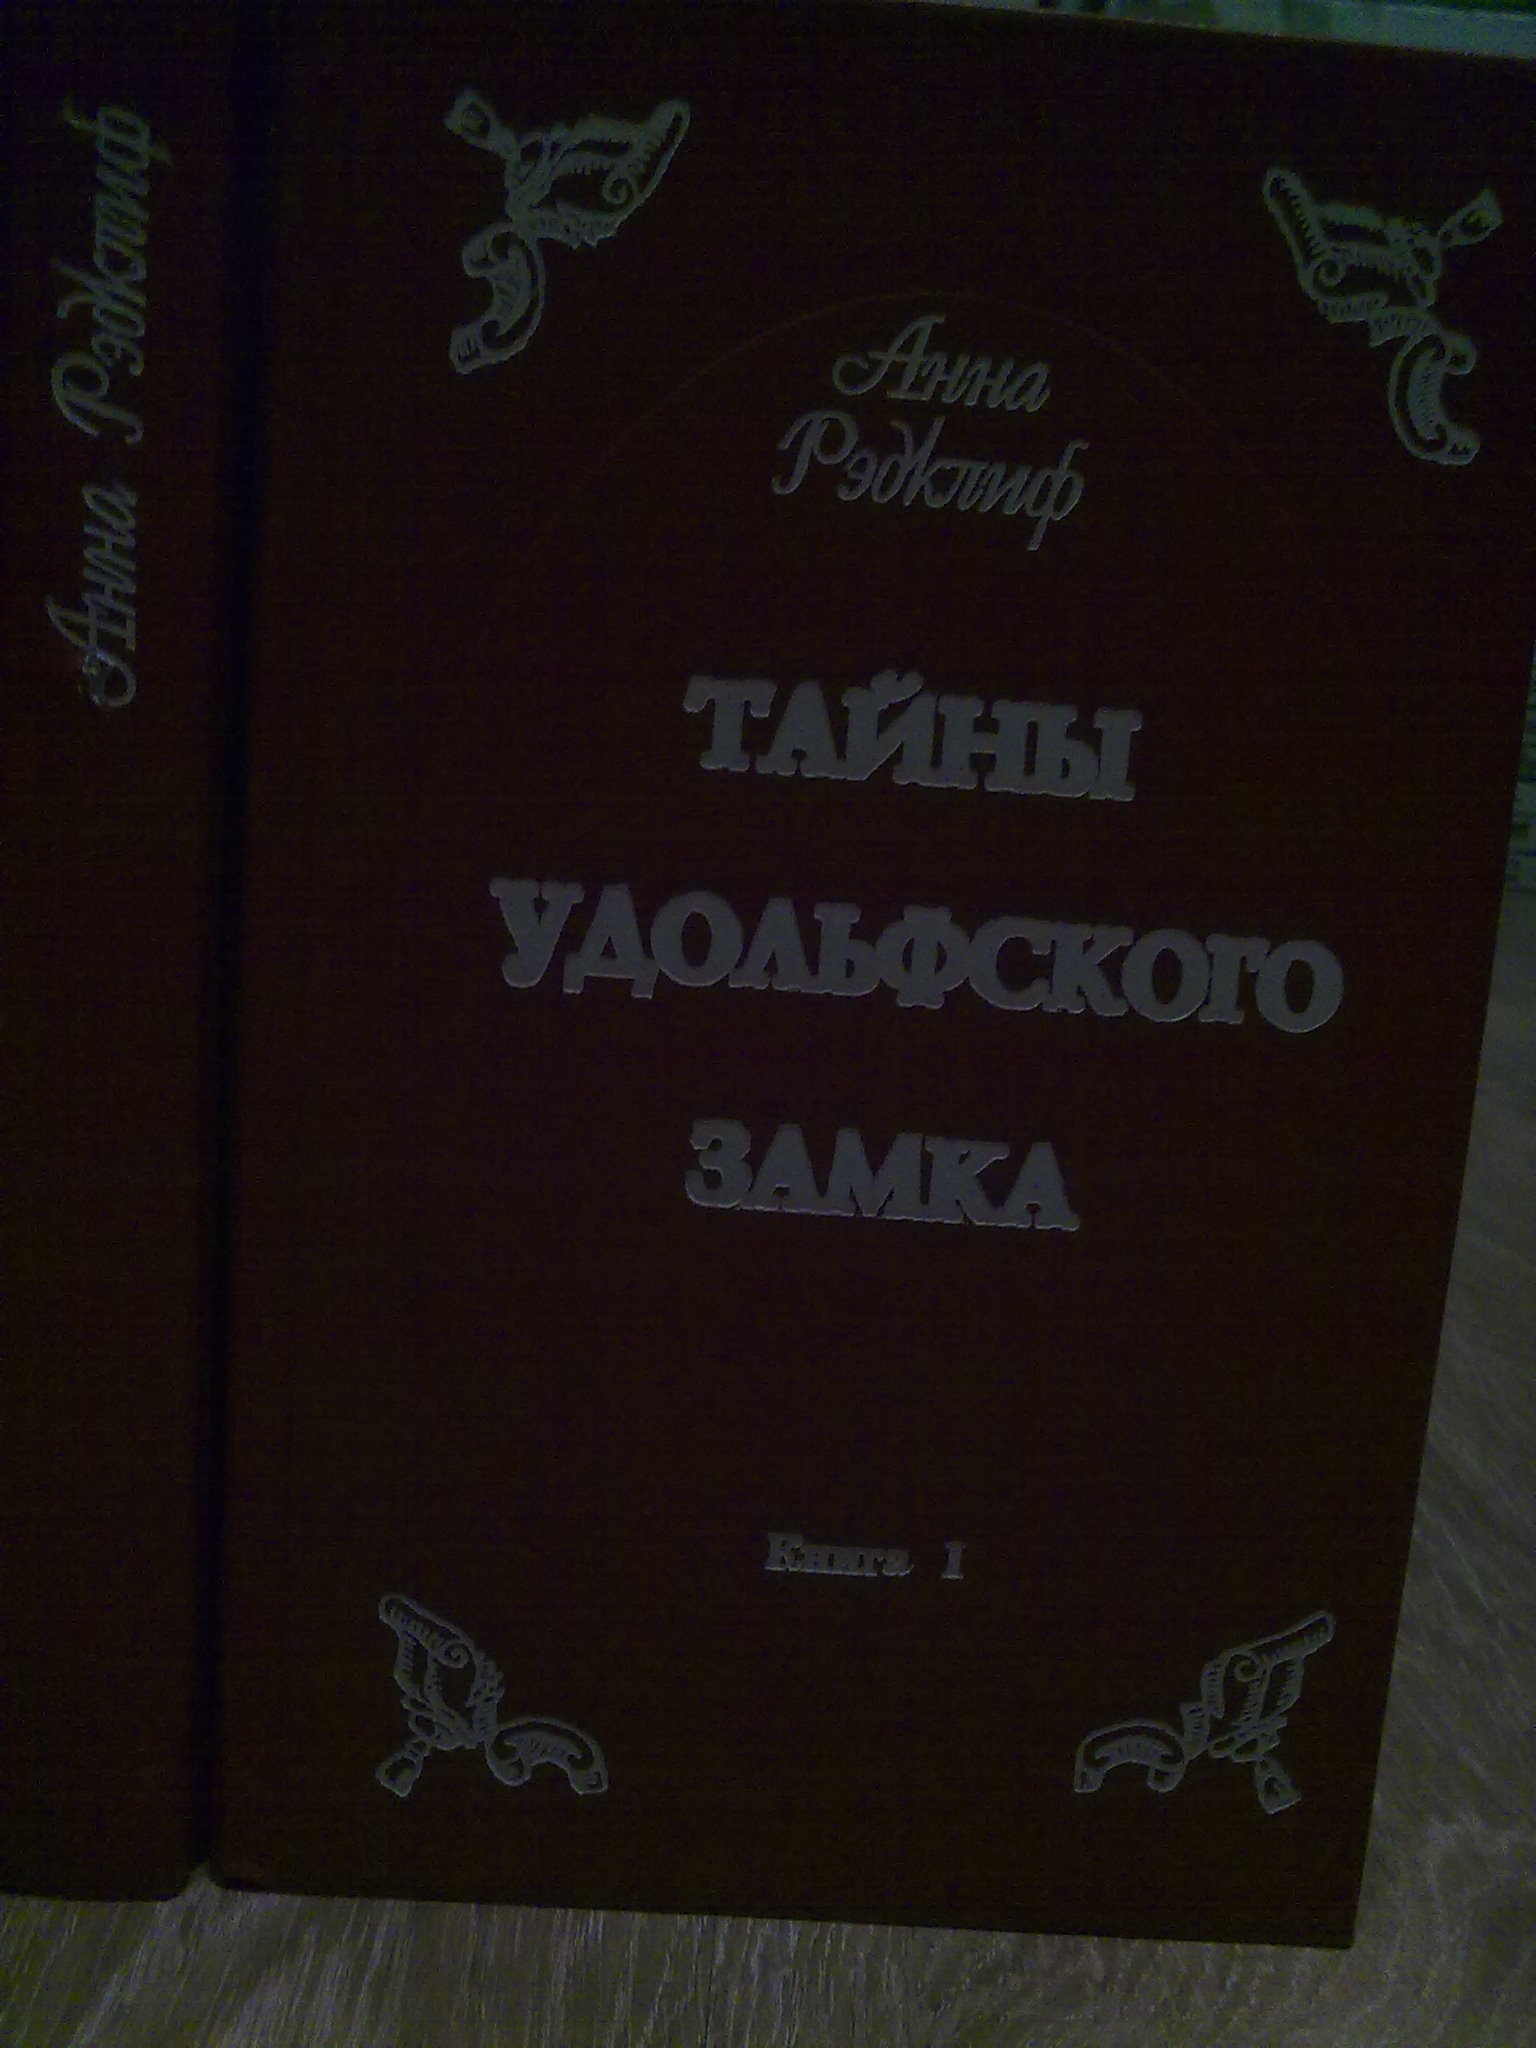 Анна Рэдклиф
Анна
Рэдклиф
ТАЙНЫ
УДОЛЬФСКОГО
ЗАМКА
Книга I